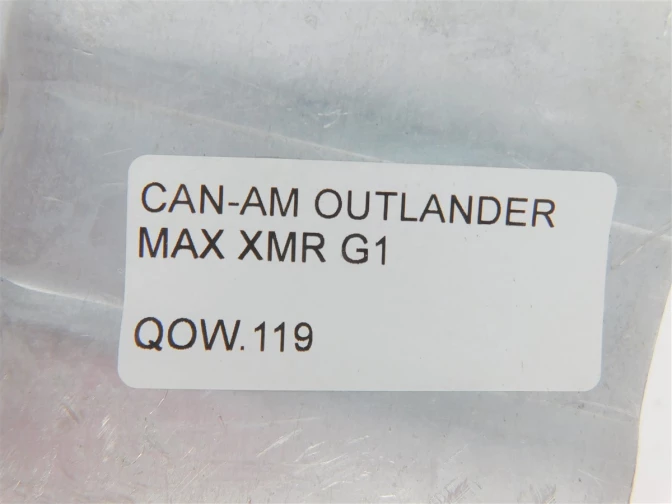 CAN-AM OUTLANDER
MAX XMR G1
QOW.119